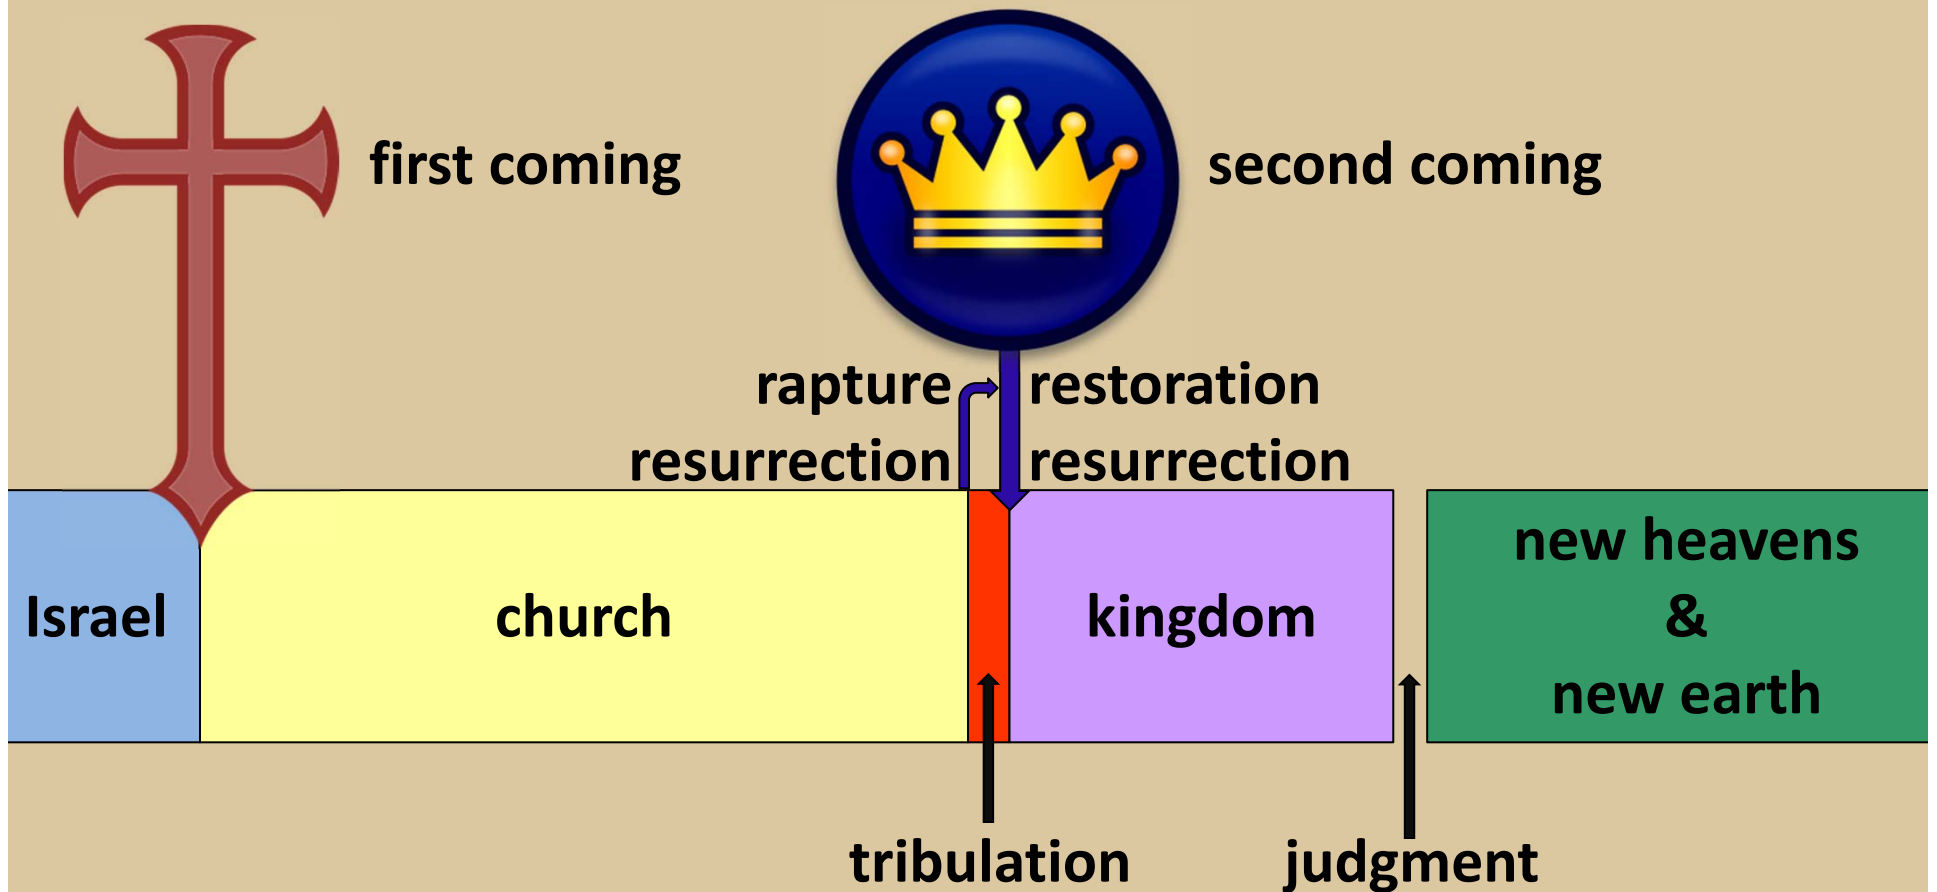 first coming
second coming
rapture
restoration
resurrection
resurrection
Israel
church
kingdom
new heavens
&
new earth
tribulation
judgment